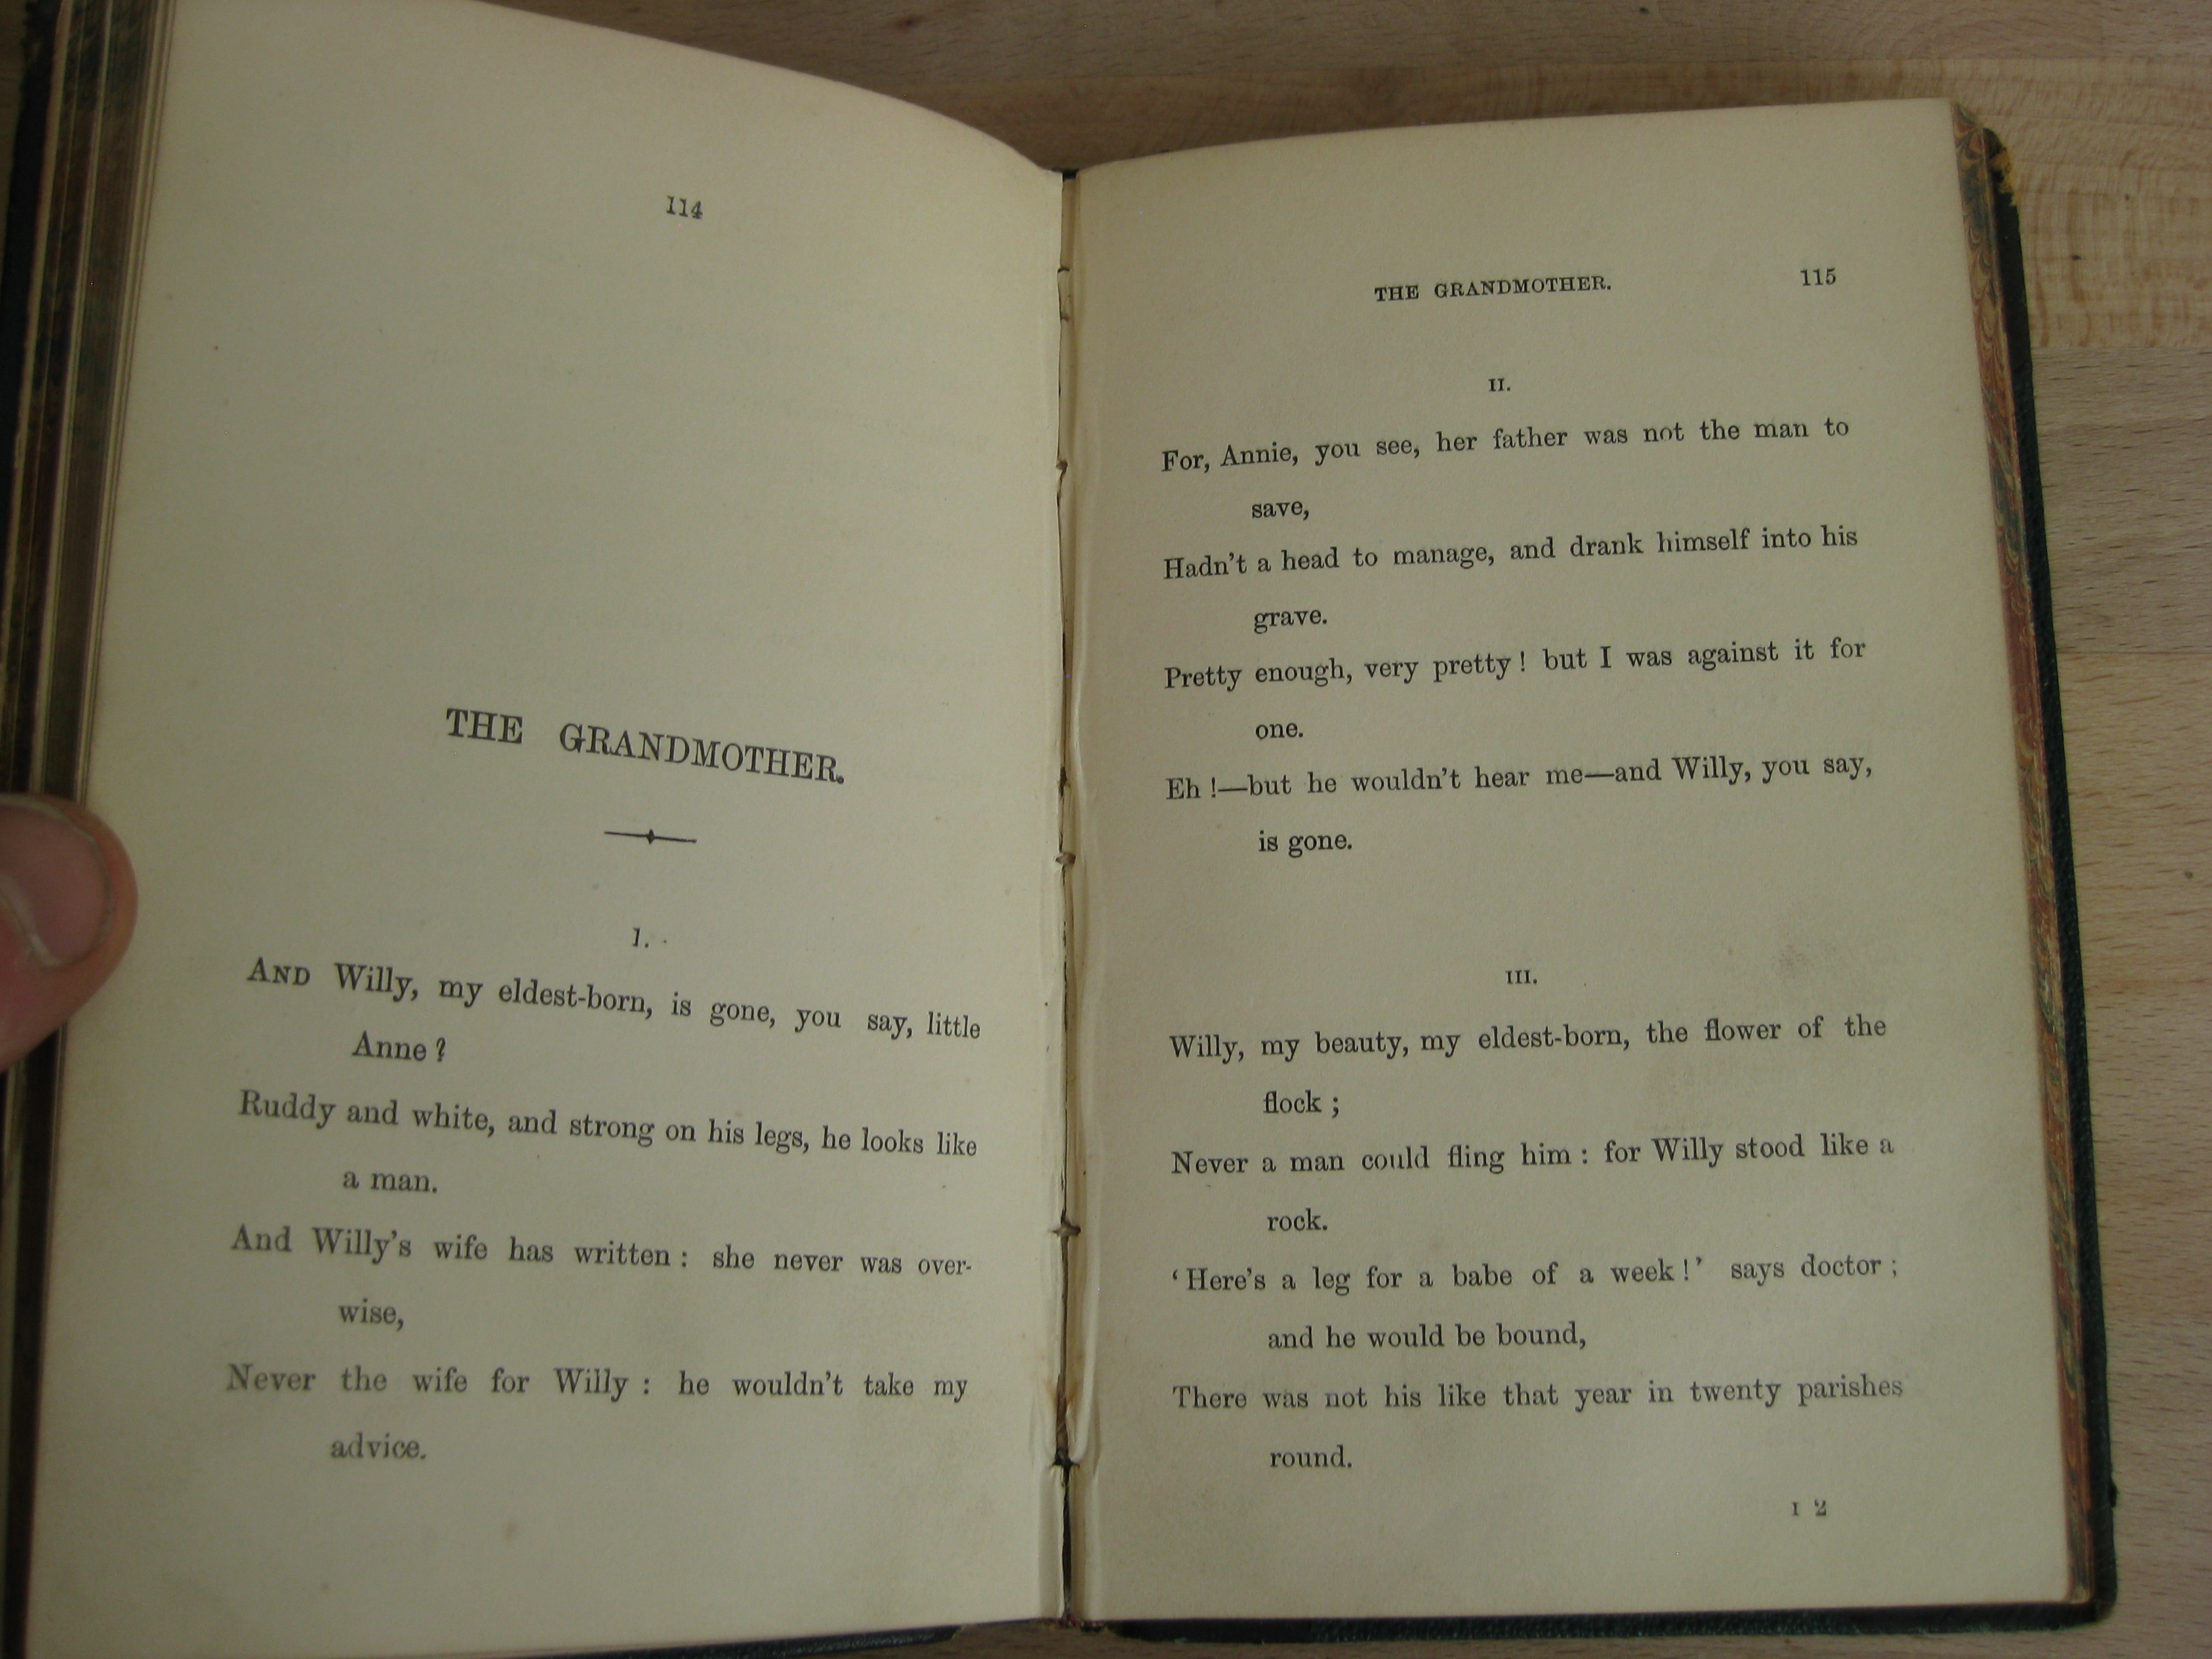 114
THE GRANDMOTHER.
I.
AND Willy, my eldest-born, is gone, you say, little
Anne?
Ruddy and white, and strong on his legs, he looks like
a man.
And Willy's wife has written: she never was over-
wise,
Never the wife for Willy: he wouldn't take my
advice.
THE GRANDMOTHER. 115
II.
For, Annie, you see, her father was not the man to
save,
Hadn't a head to manage, and drank himself into his
grave.
Pretty enough, very pretty! but I was against it for
one.
Eh!—but he wouldn't hear me—and Willy, you say,
is gone.
III.
Willy, my beauty, my eldest-born, the flower of the
flock;
Never a man could fling him: for Willy stood like a
rock.
‘Here's a leg for a babe of a week!’ says doctor;
and he would be bound,
There was not his like that year in twenty parishes
round.
I 2